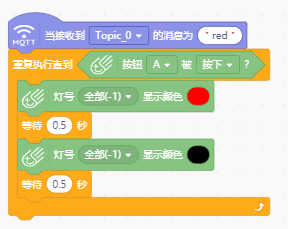 MQTT 当接收到 Topic_0 的消息为 "red"
重复执行直到 按钮 A 被 按下 ?
灯号 全部(-1) 显示颜色
等待 0.5 秒
灯号 全部(-1) 显示颜色
等待 0.5 秒